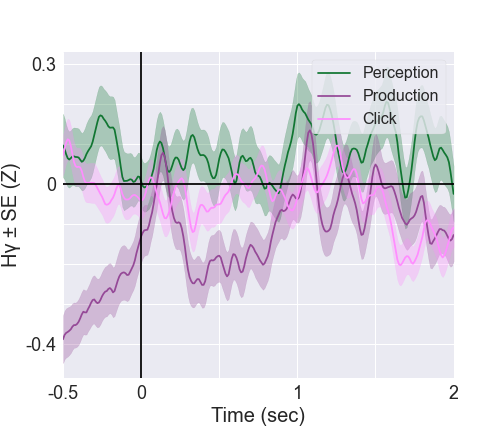 0.3
0
-0.4
Hγ ± SE (Z)
Perception
Production
Click
-0.5
0
1
2
Time (sec)